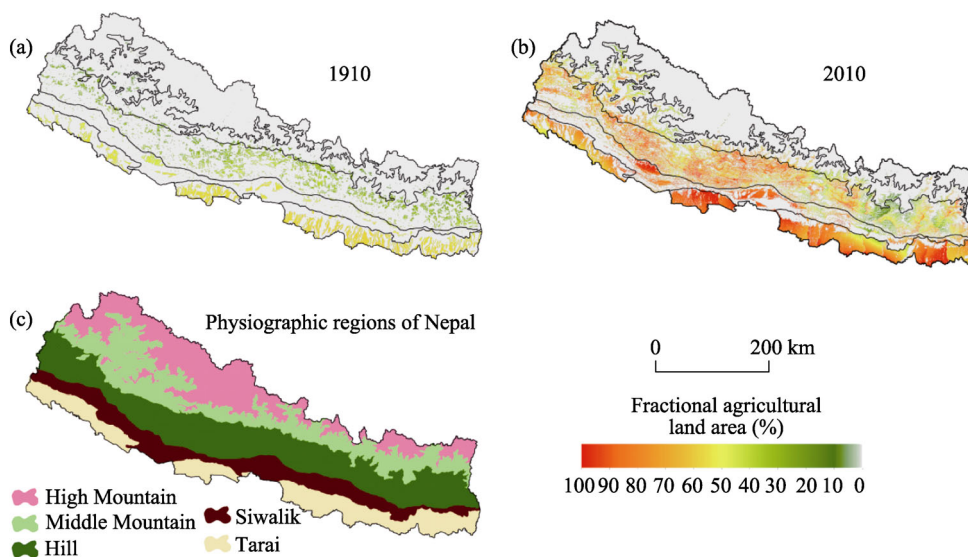 (a)
1910
(b)
2010
(c)
Physiographic regions of Nepal
High Mountain
Middle Mountain
Hill
Siwalik
Tarai
0 200 km
Fractional agricultural
land area (%)
100 90 80 70 60 50 40 30 20 10 0